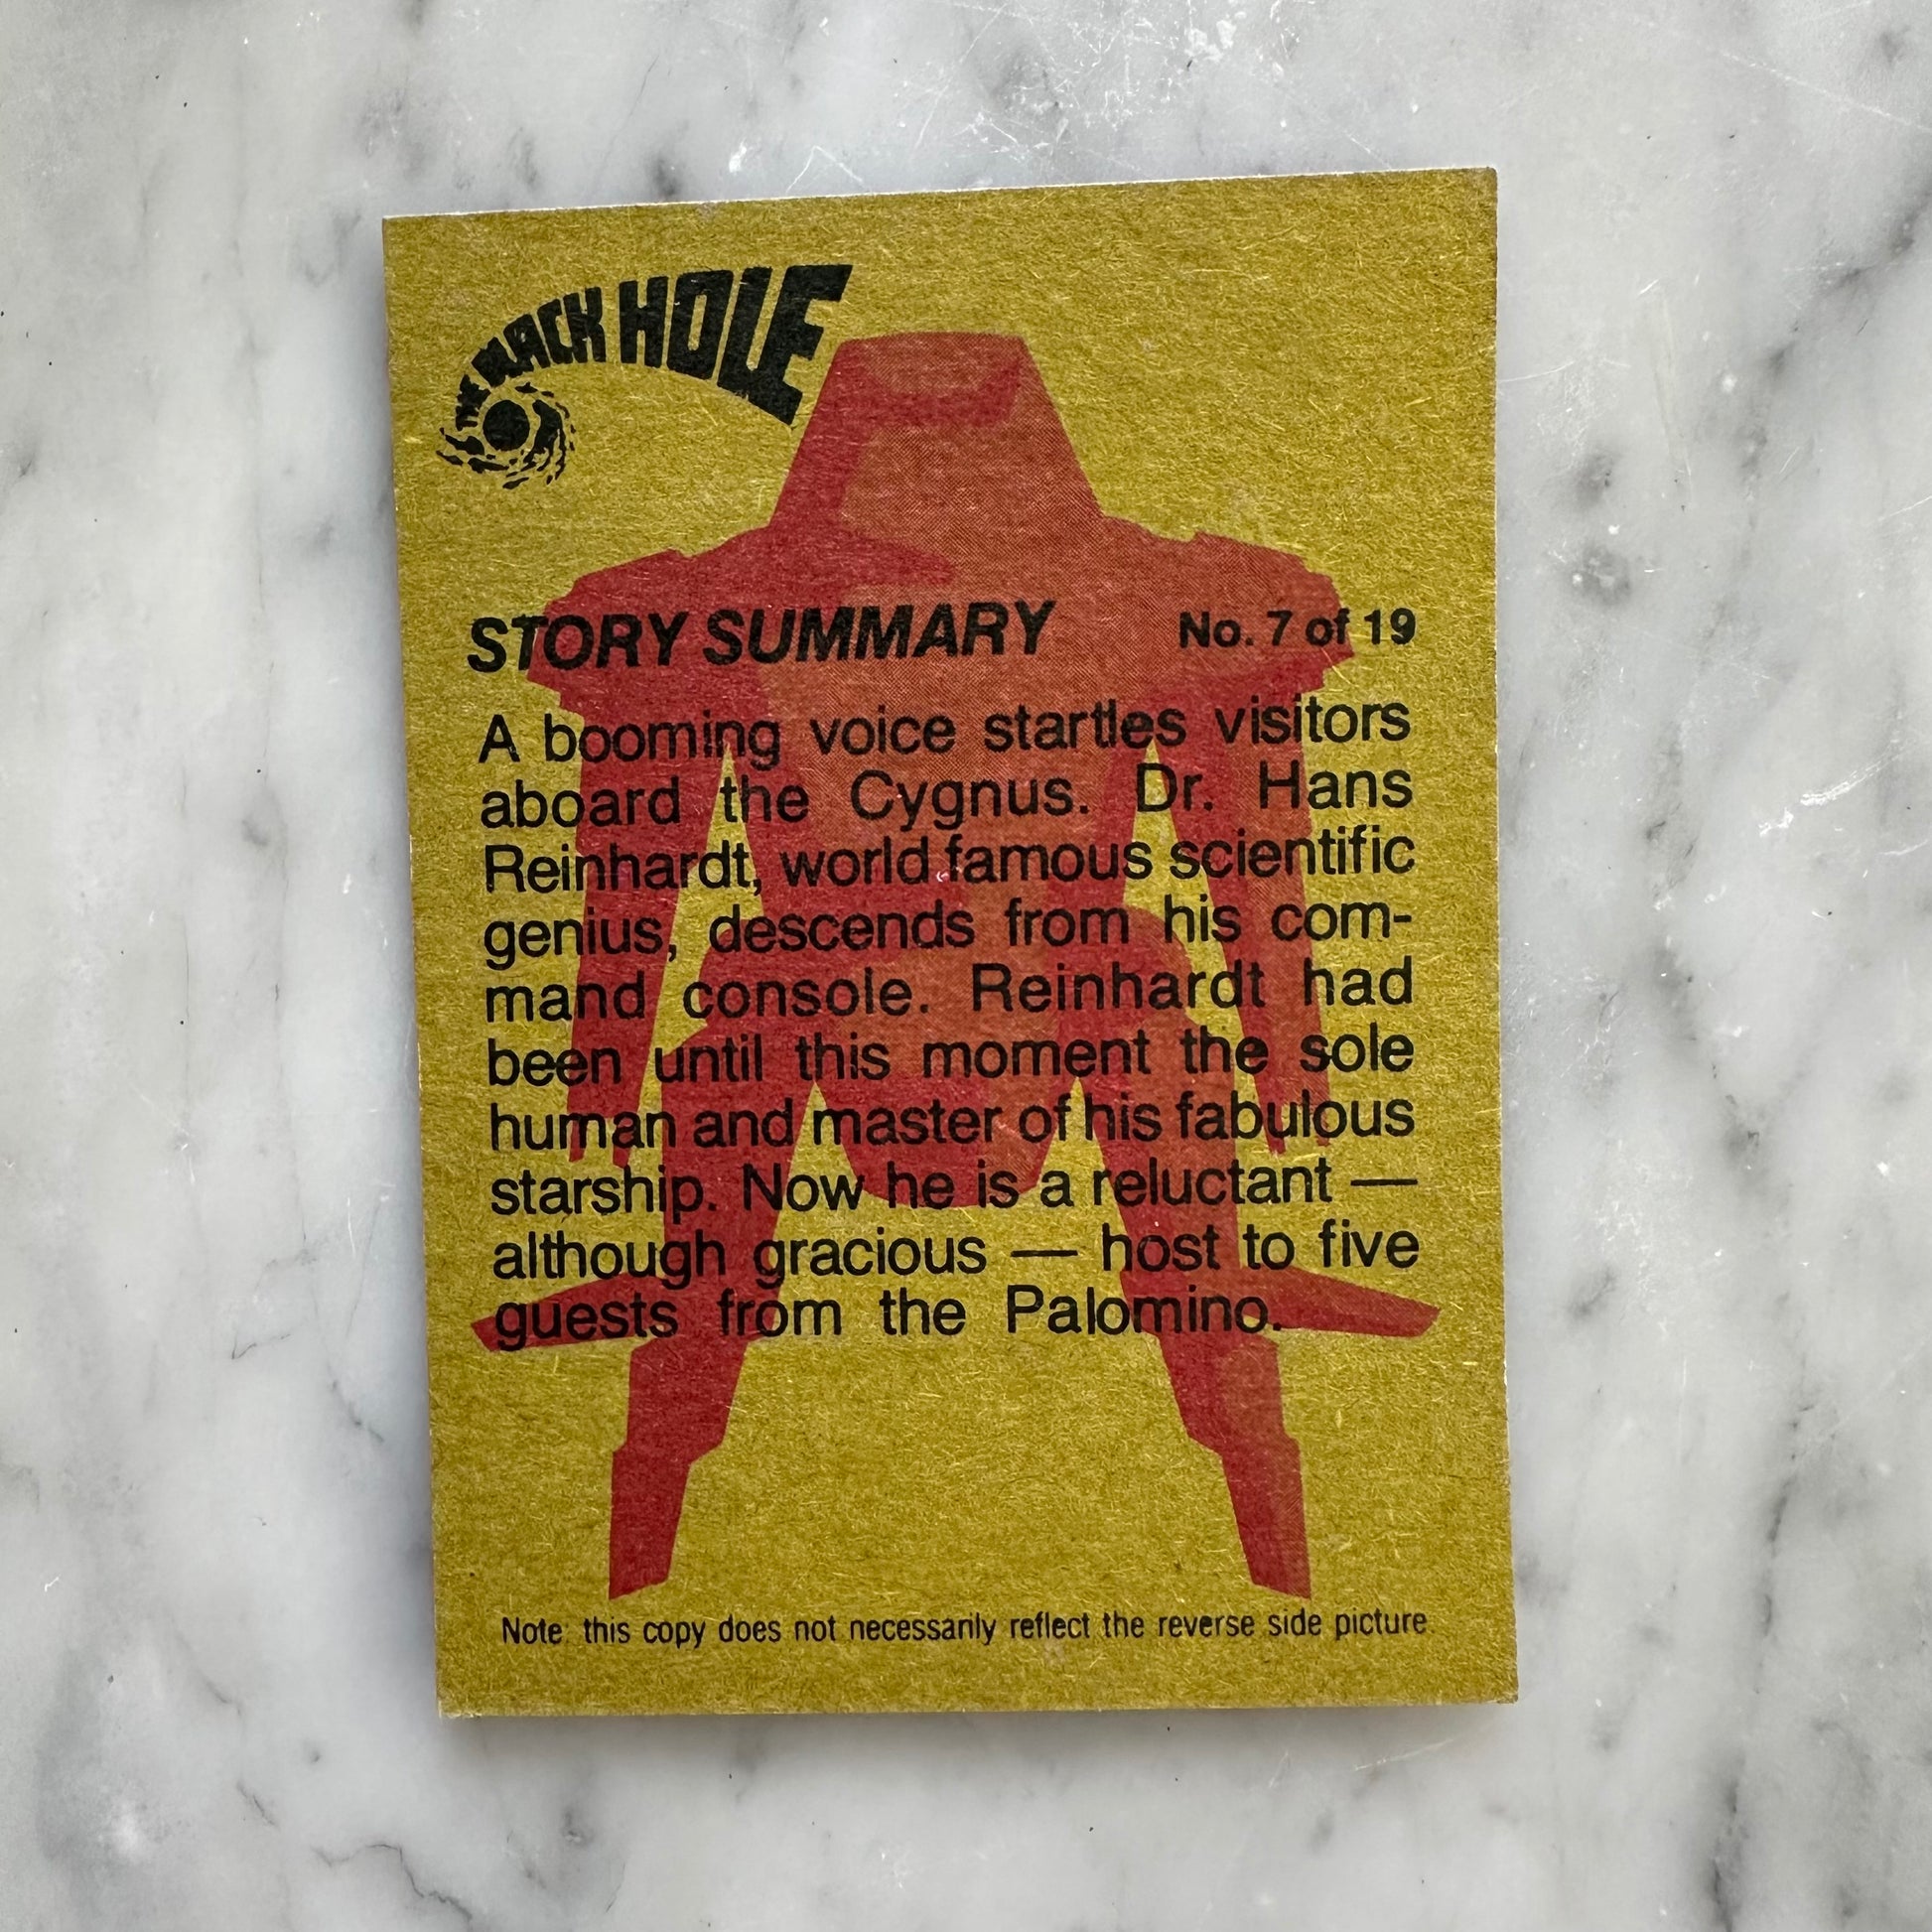 THE BLACK HOLE
STORY SUMMARY No. 7 of 19
A booming voice startles visitors
aboard the Cygnus. Dr. Hans
Reinhardt, world famous scientific
genius, descends from his com-
mand console. Reinhardt had
been until this moment the sole
human and master of his fabulous
starship. Now he is a reluctant —
although gracious — host to five
guests from the Palomino.
Note: this copy does not necessarily reflect the reverse side picture.